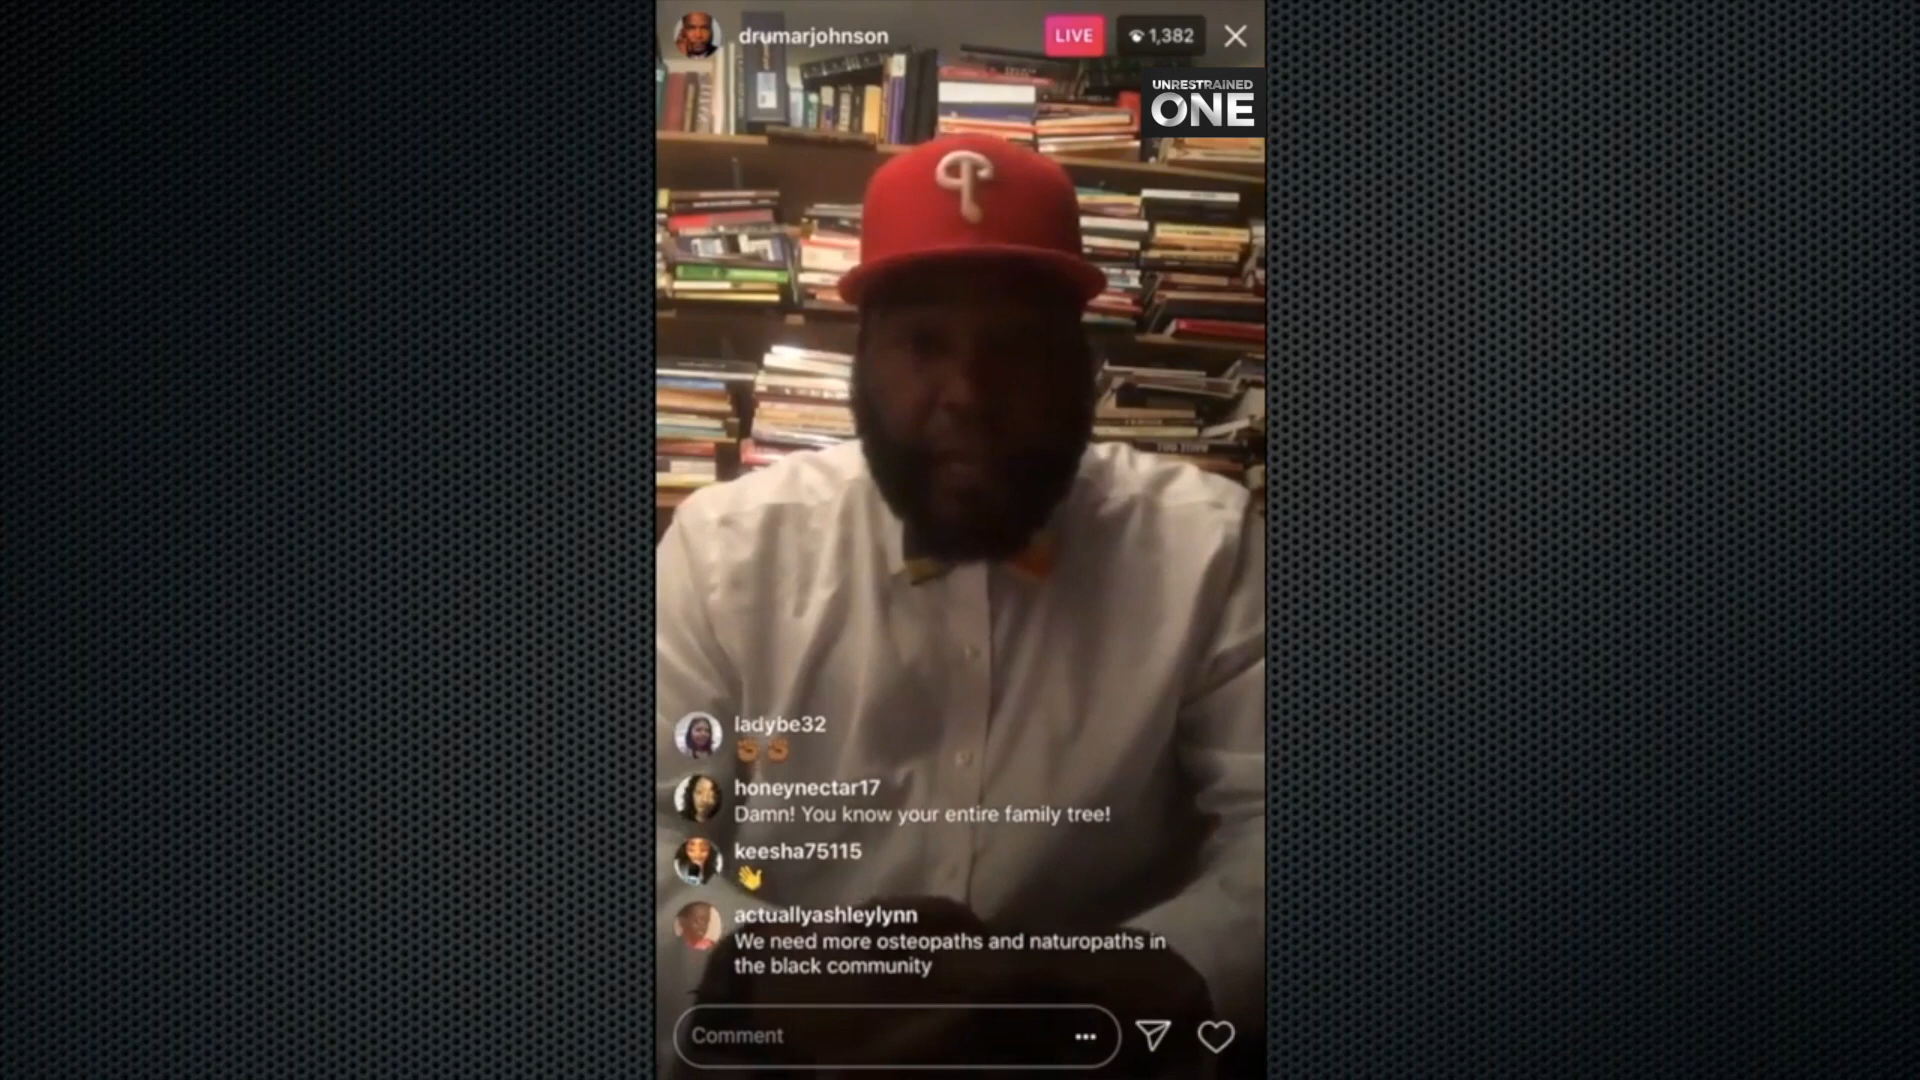 drumarjohnson
LIVE
1,382
UNRESTRAINED
ONE
P
ladybe32
honeynectar17
Damn! You know your entire family tree!
keesha75115
actuallyashleylynn
We need more osteopaths and naturopaths in
the black community
Comment